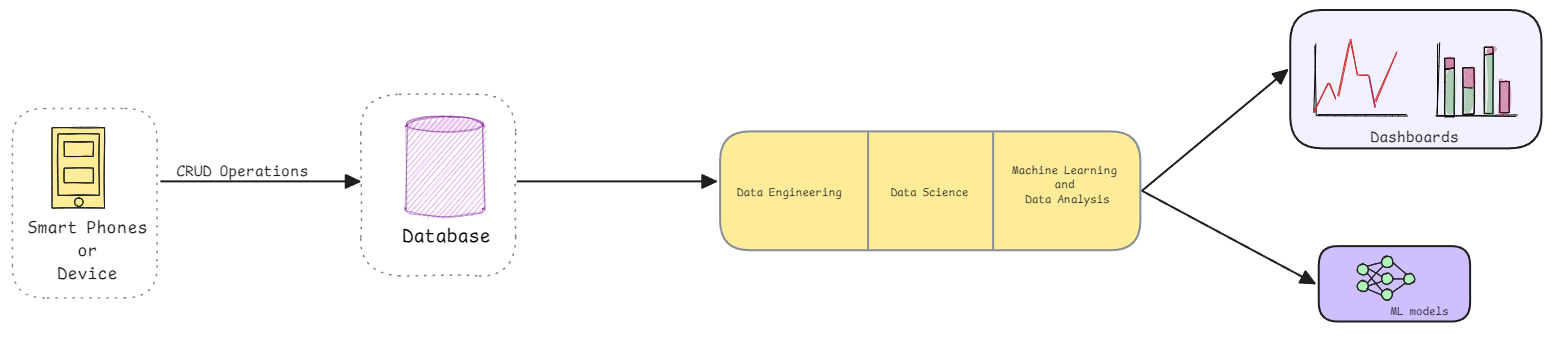 Smart Phones
or
Device
CRUD Operations
Database
Data Engineering
Data Science
Machine Learning
and
Data Analysis
Dashboards
ML models